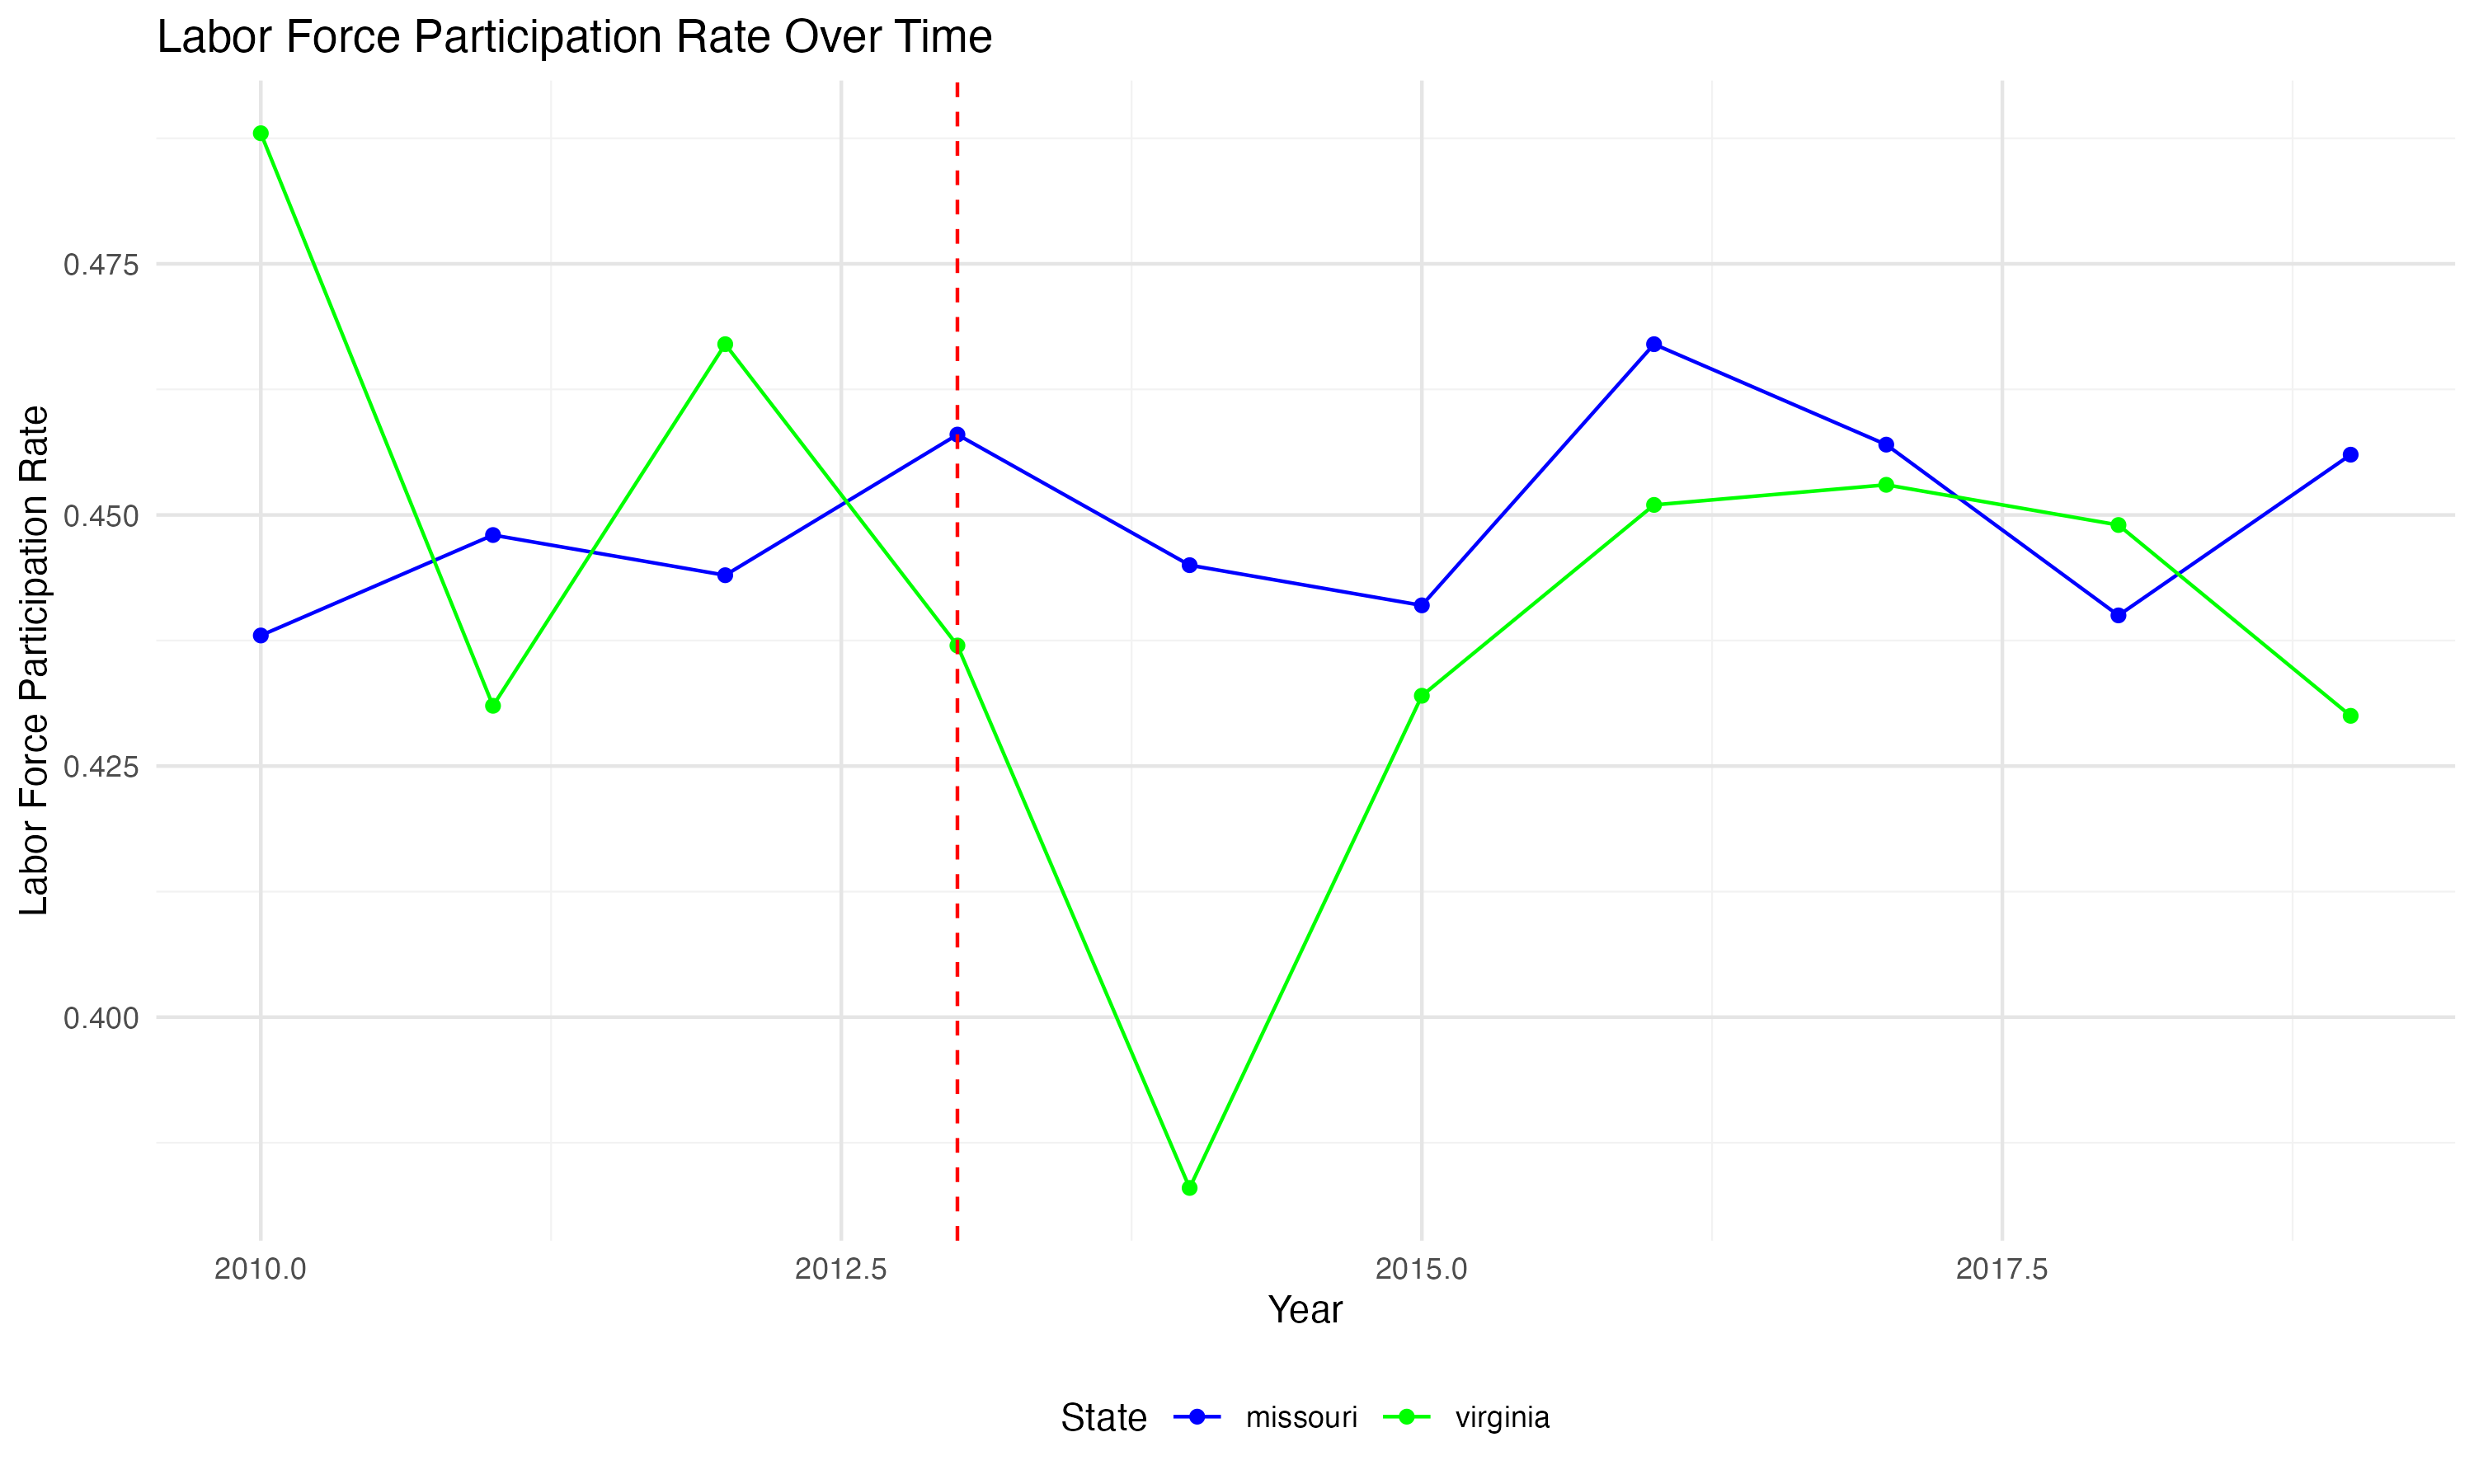 Labor Force Participation Rate Over Time
Labor Force Participation Rate
0.475
0.450
0.425
0.400
2010.0 2012.5 2015.0 2017.5
Year
State missouri virginia